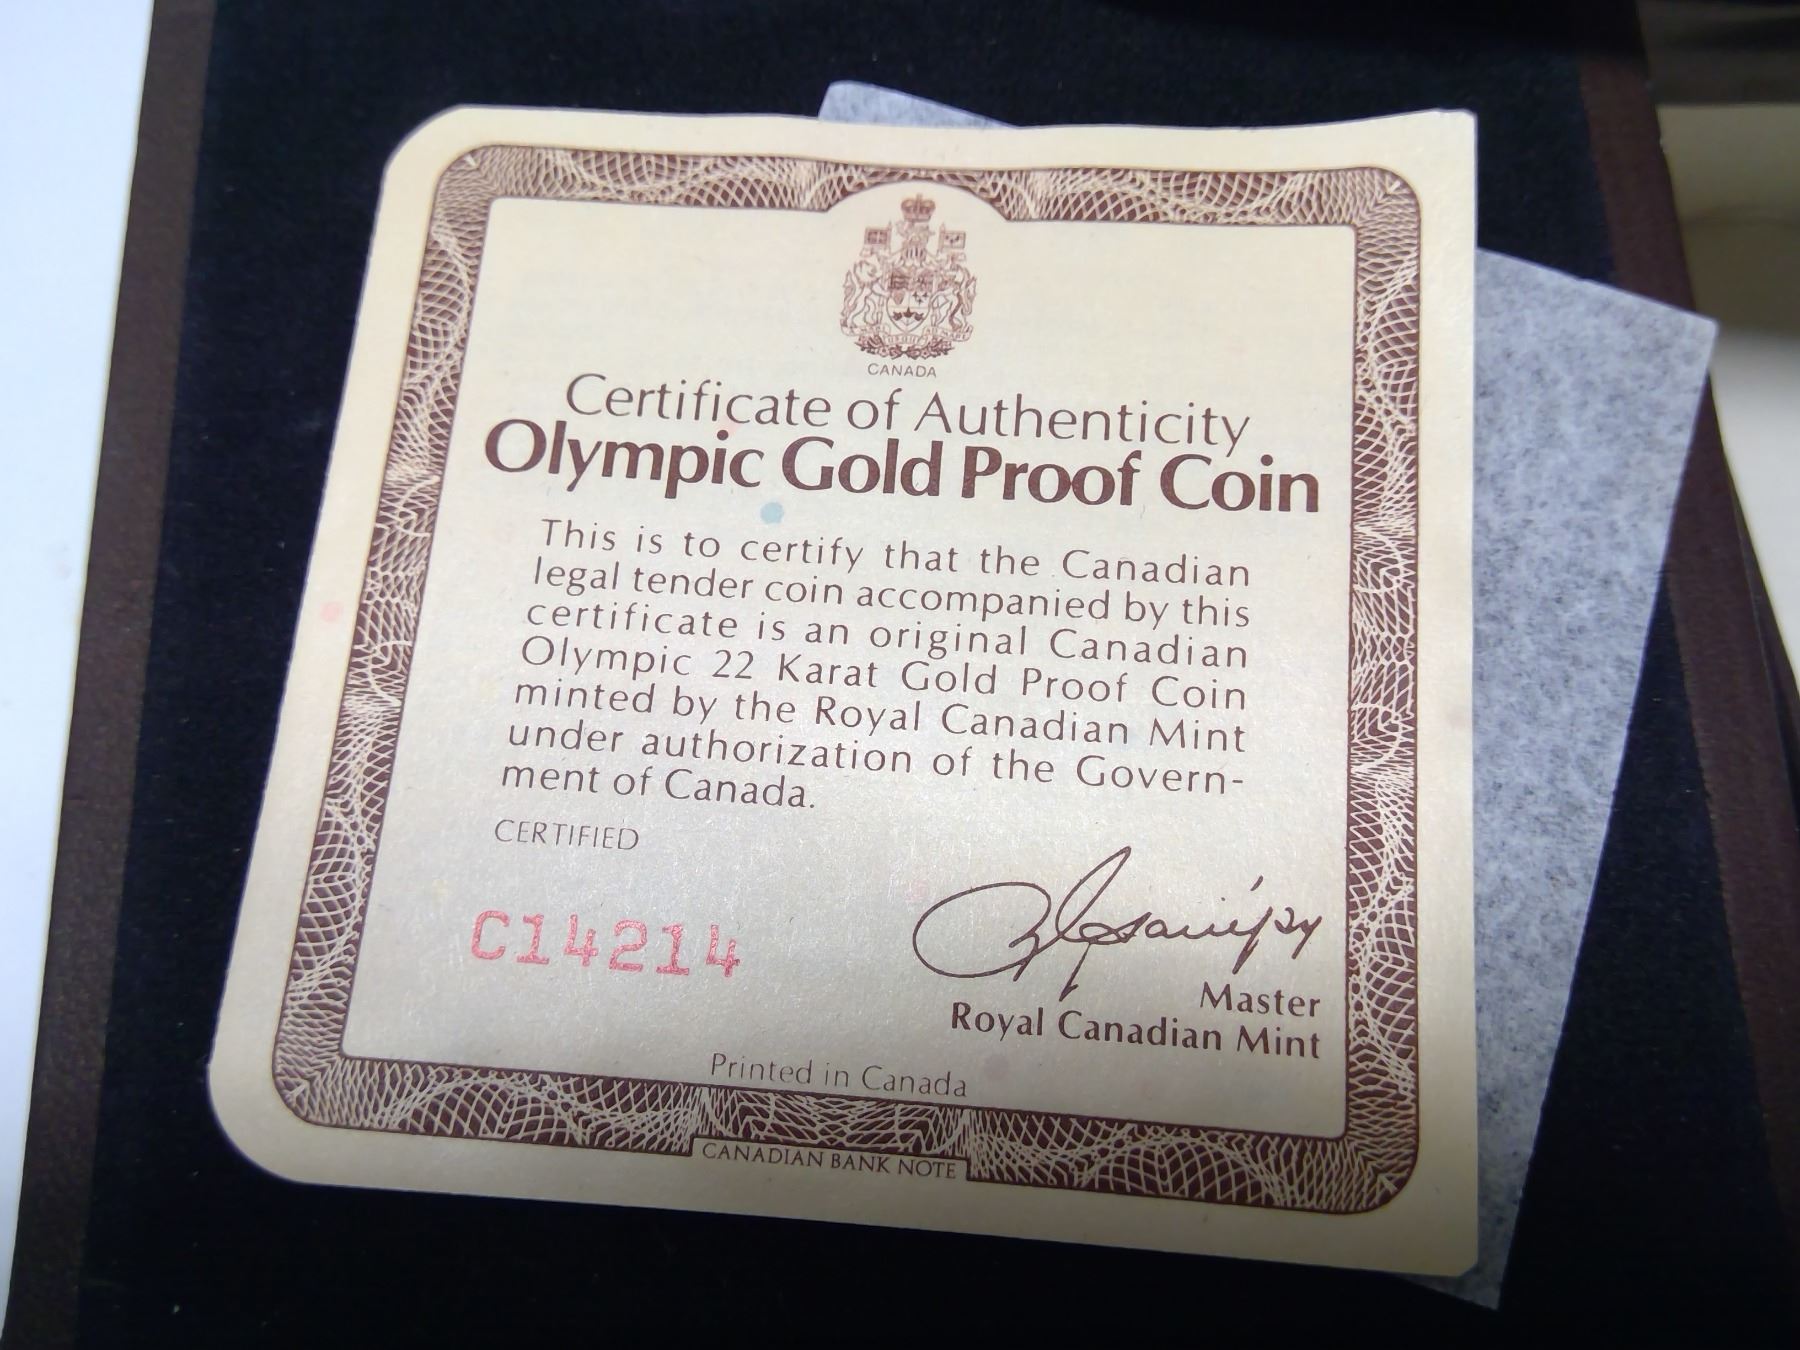 CANADA
Certificate of Authenticity
Olympic Gold Proof Coin
This is to certify that the Canadian
legal tender coin accompanied by this
certificate is an original Canadian
Olympic 22 Karat Gold Proof Coin
minted by the Royal Canadian Mint
under authorization of the Govern-
ment of Canada.
CERTIFIED
C14214
Master
Royal Canadian Mint
Printed in Canada
CANADIAN BANK NOTE